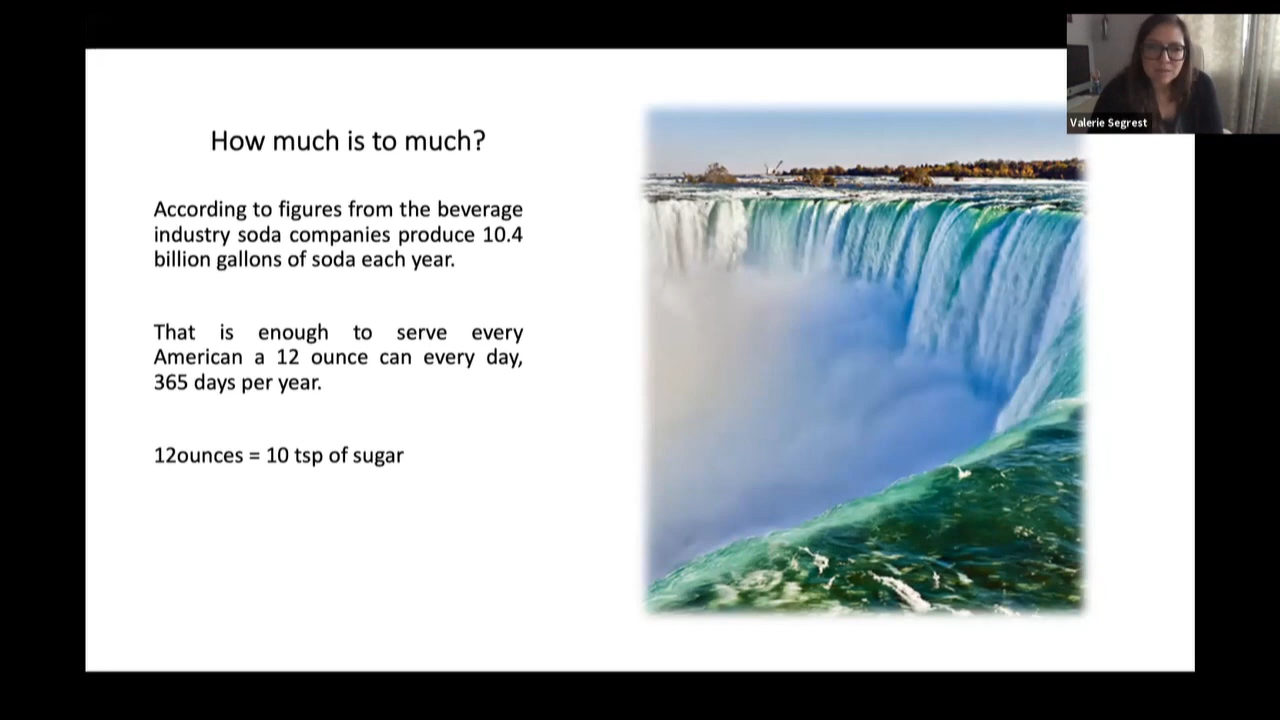 How much is to much?
According to figures from the beverage
industry soda companies produce 10.4
billion gallons of soda each year.
That is enough to serve every
American a 12 ounce can every day,
365 days per year.
12ounces = 10 tsp of sugar
Valerie Segrest